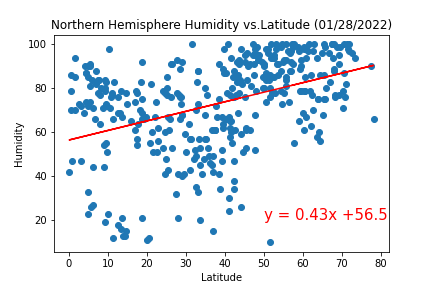 Northern Hemisphere Humidity vs.Latitude (01/28/2022)
100
80
60
40
20
Humidity
y = 0.43x +56.5
0 10 20 30 40 50 60 70 80
Latitude